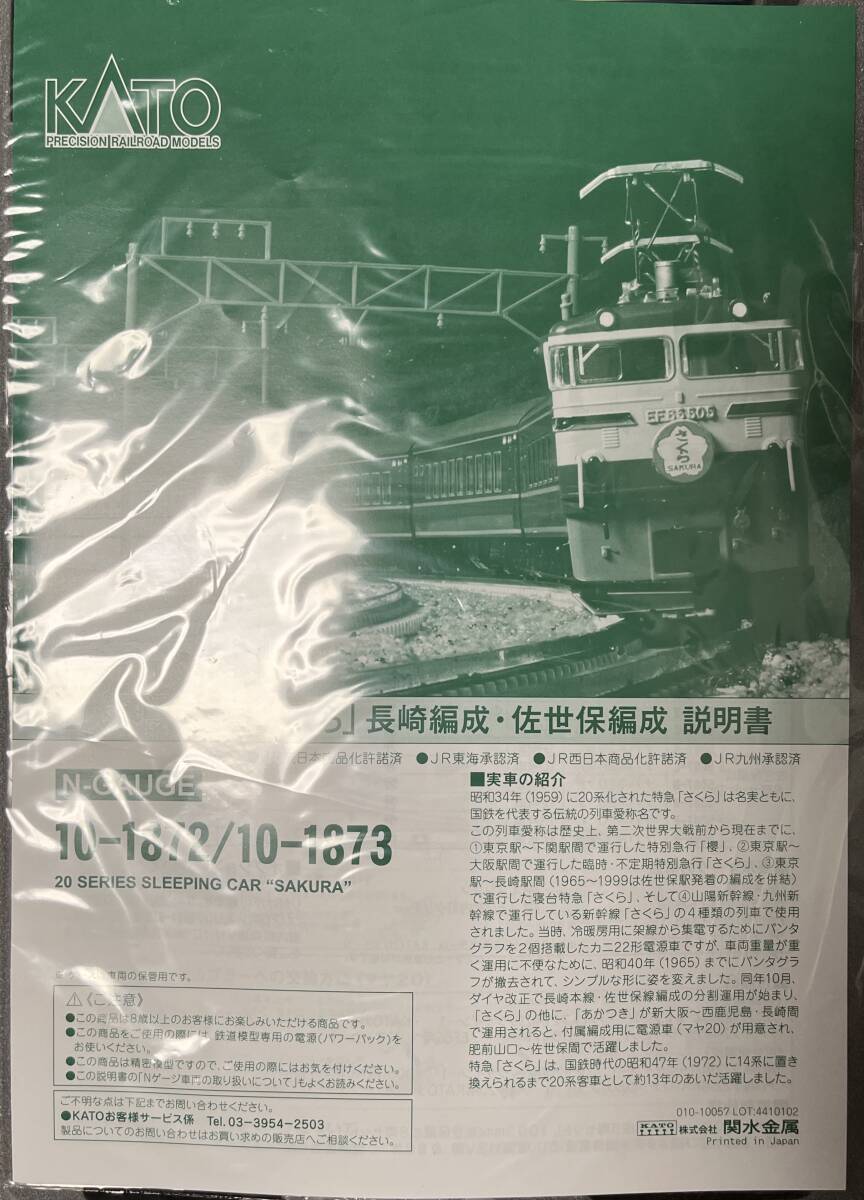 KATO
PRECISION RAILROAD MODELS
EF66505
さくら
SAKURA
」長崎編成・佐世保編成 説明書
日本商品化許諾済 ●JR東海承認済 ●JR西日本商品化許諾済 ●JR九州承認済
N-GAUGE
10-1872/10-1873
20 SERIES SLEEPING CAR “SAKURA”
■実車の紹介
昭和34年(1959)に20系化された特急「さくら」は名実ともに、
国鉄を代表する伝統の列車愛称名です。
この列車愛称は歴史上、第二次世界大戦前から現在までに、
①東京駅〜下関駅間で運行した特別急行「櫻」、②東京駅〜
大阪駅間で運行した臨時・不定期特別急行「さくら」、③東京
駅〜長崎駅間(1965〜1999は佐世保駅発着の編成を併結)
で運行した寝台特急「さくら」、そして④山陽新幹線・九州新
幹線で運行している新幹線「さくら」の4種類の列車で使用
されました。当時、冷暖房用に架線から集電するためにパンタ
グラフを2個搭載したカニ22形電源車ですが、車両重量が重
く運用に不便なために、昭和40年(1965)までにパンタグラ
フが撤去されて、シンプルな形に姿を変えました。同年10月、
ダイヤ改正で長崎本線・佐世保線編成の分割運用が始まり、
「さくら」の他に、「あかつき」が新大阪〜西鹿児島・長崎間
で運用されると、付属編成用に電源車(マヤ20)が用意され、
肥前山口〜佐世保間で活躍しました。
特急「さくら」は、国鉄時代の昭和47年(1972)に14系に置き
換えられるまで20系客車として約13年のあいだ活躍しました。
車両の保管用です。
⚠《ご注意》
●この商品は8歳以上のお客様にお楽しみいただける商品です。
●この商品をご使用の際には、鉄道模型専用の電源(パワーパック)を
お使いください。
●この商品は精密模型ですので、ご使用の際にはお気を付けください。
●この説明書の「Nゲージ車両の取り扱いについて」もよくお読みください。
ご不明な点は下記までお問い合わせください。
●KATOお客様サービス係 Tel.03-3954-2503
製品についてのお問い合わせはお買い求めの販売店へご相談ください。
010-10057 LOT:4410102
KATO 株式会社 関水金属
Printed in Japan